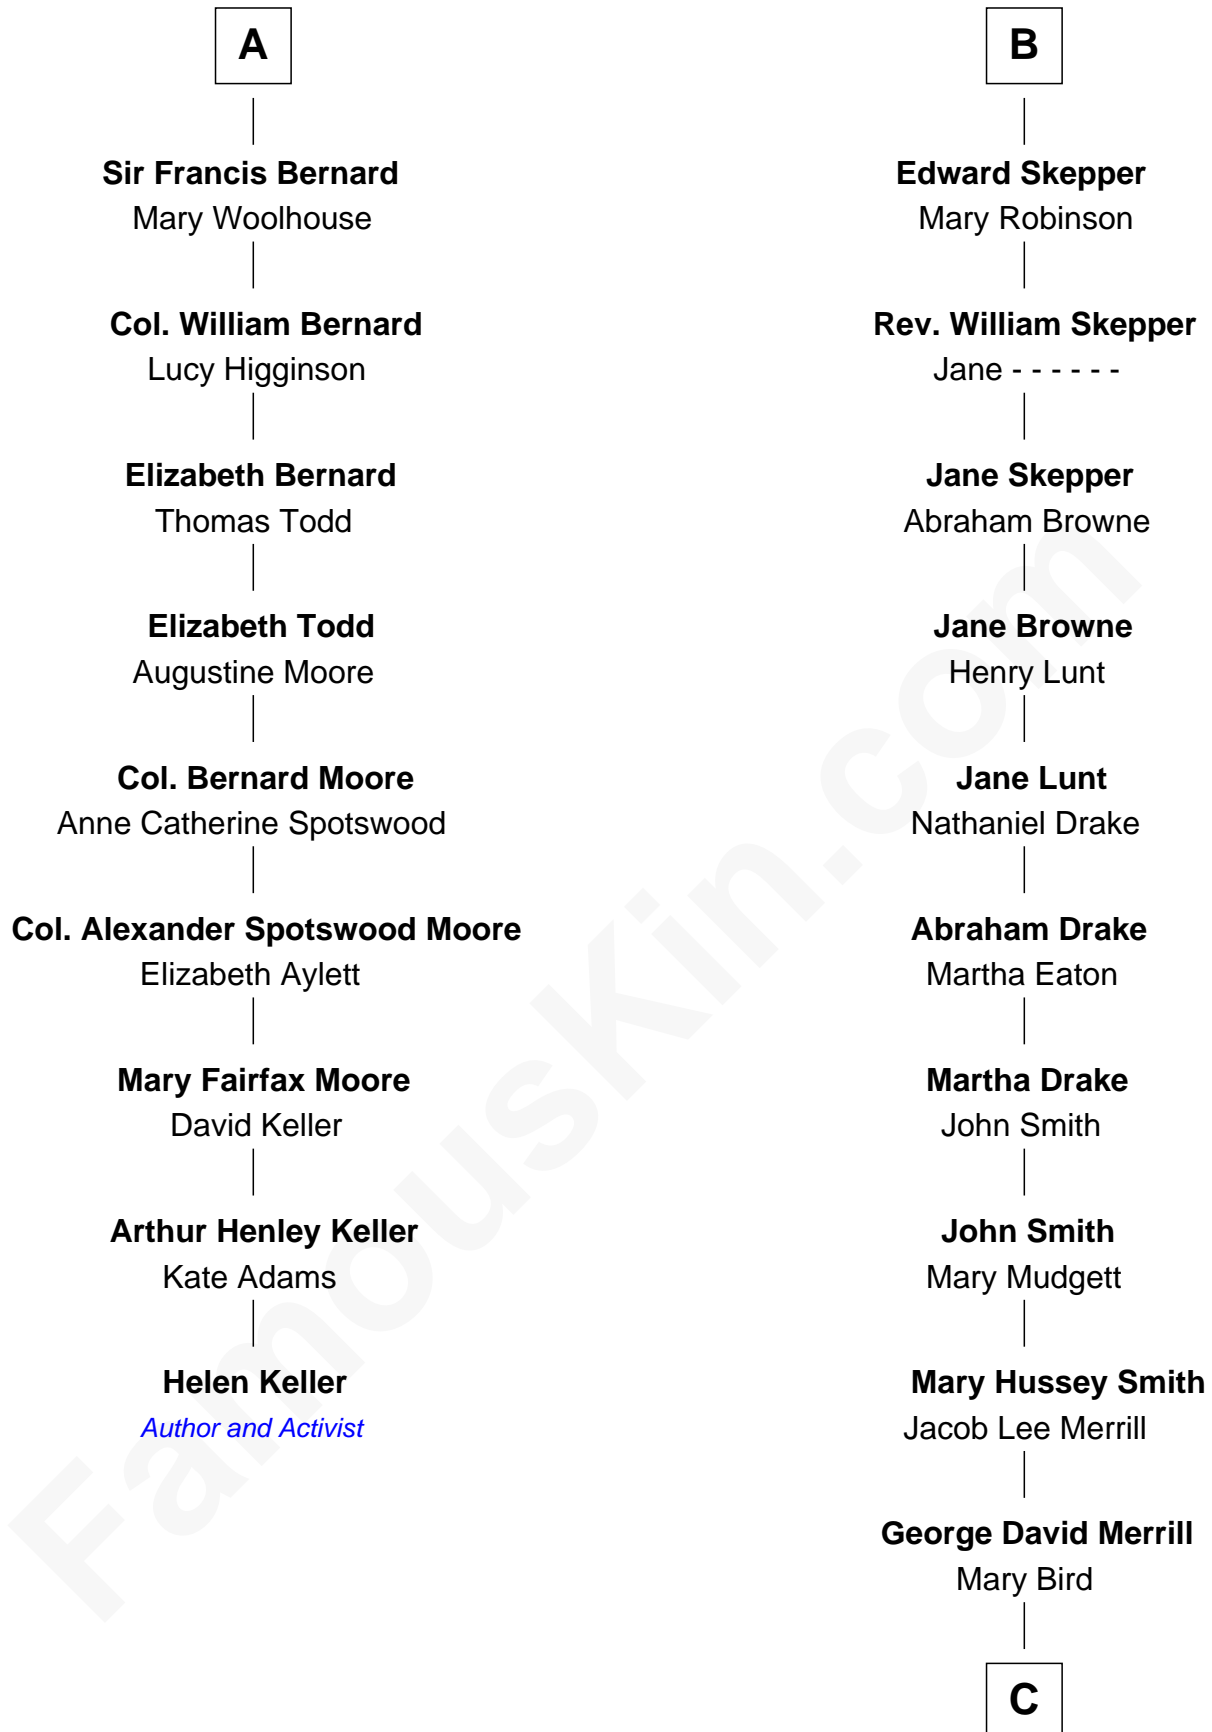 A
Sir Francis Bernard
Mary Woolhouse
Col. William Bernard
Lucy Higginson
Elizabeth Bernard
Thomas Todd
Elizabeth Todd
Augustine Moore
Col. Bernard Moore
Anne Catherine Spotswood
Col. Alexander Spotswood Moore
Elizabeth Aylett
Mary Fairfax Moore
David Keller
Arthur Henley Keller
Kate Adams
Helen Keller
Author and Activist
B
Edward Skepper
Mary Robinson
Rev. William Skepper
Jane - - - - - -
Jane Skepper
Abraham Browne
Jane Browne
Henry Lunt
Jane Lunt
Nathaniel Drake
Abraham Drake
Martha Eaton
Martha Drake
John Smith
John Smith
Mary Mudgett
Mary Hussey Smith
Jacob Lee Merrill
George David Merrill
Mary Bird
C
FamousKin.com